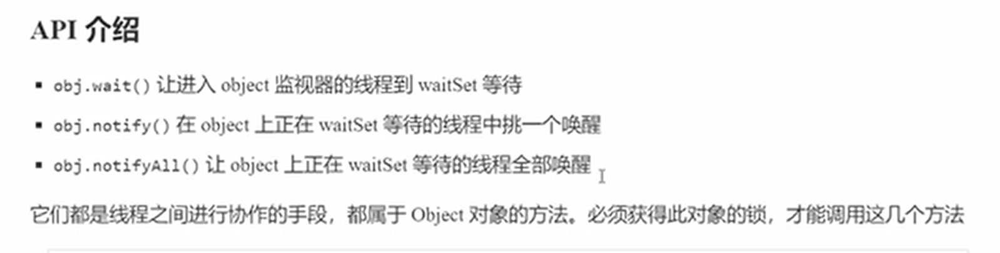 API 介绍
▪ obj.wait() 让进入 object 监视器的线程到 waitSet 等待
▪ obj.notify() 在 object 上正在 waitSet 等待的线程中挑一个唤醒
▪ obj.notifyAll() 让 object 上正在 waitSet 等待的线程全部唤醒
它们都是线程之间进行协作的手段，都属于 Object 对象的方法。必须获得此对象的锁，才能调用这几个方法